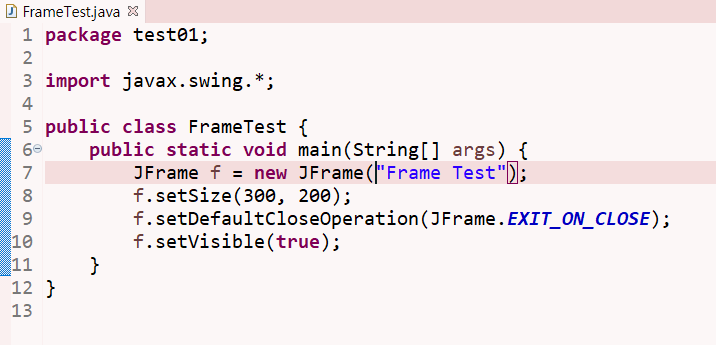 FrameTest.java
1 package test01;
2
3 import javax.swing.*;
4
5 public class FrameTest {
6     public static void main(String[] args) {
7         JFrame f = new JFrame("Frame Test");
8         f.setSize(300, 200);
9         f.setDefaultCloseOperation(JFrame.EXIT_ON_CLOSE);
10         f.setVisible(true);
11     }
12 }
13